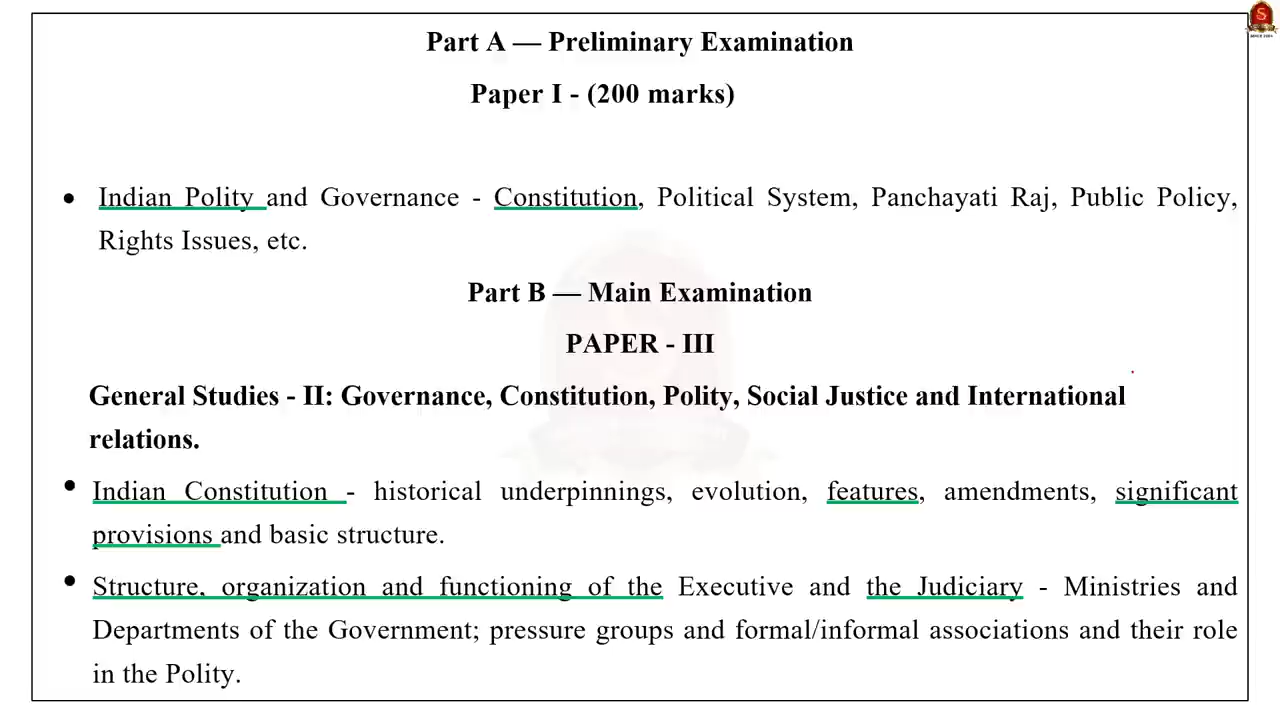 Part A — Preliminary Examination
Paper I - (200 marks)
• Indian Polity and Governance - Constitution, Political System, Panchayati Raj, Public Policy,
Rights Issues, etc.
Part B — Main Examination
PAPER - III
General Studies - II: Governance, Constitution, Polity, Social Justice and International
relations.
• Indian Constitution - historical underpinnings, evolution, features, amendments, significant
provisions and basic structure.
• Structure, organization and functioning of the Executive and the Judiciary - Ministries and
Departments of the Government; pressure groups and formal/informal associations and their role
in the Polity.